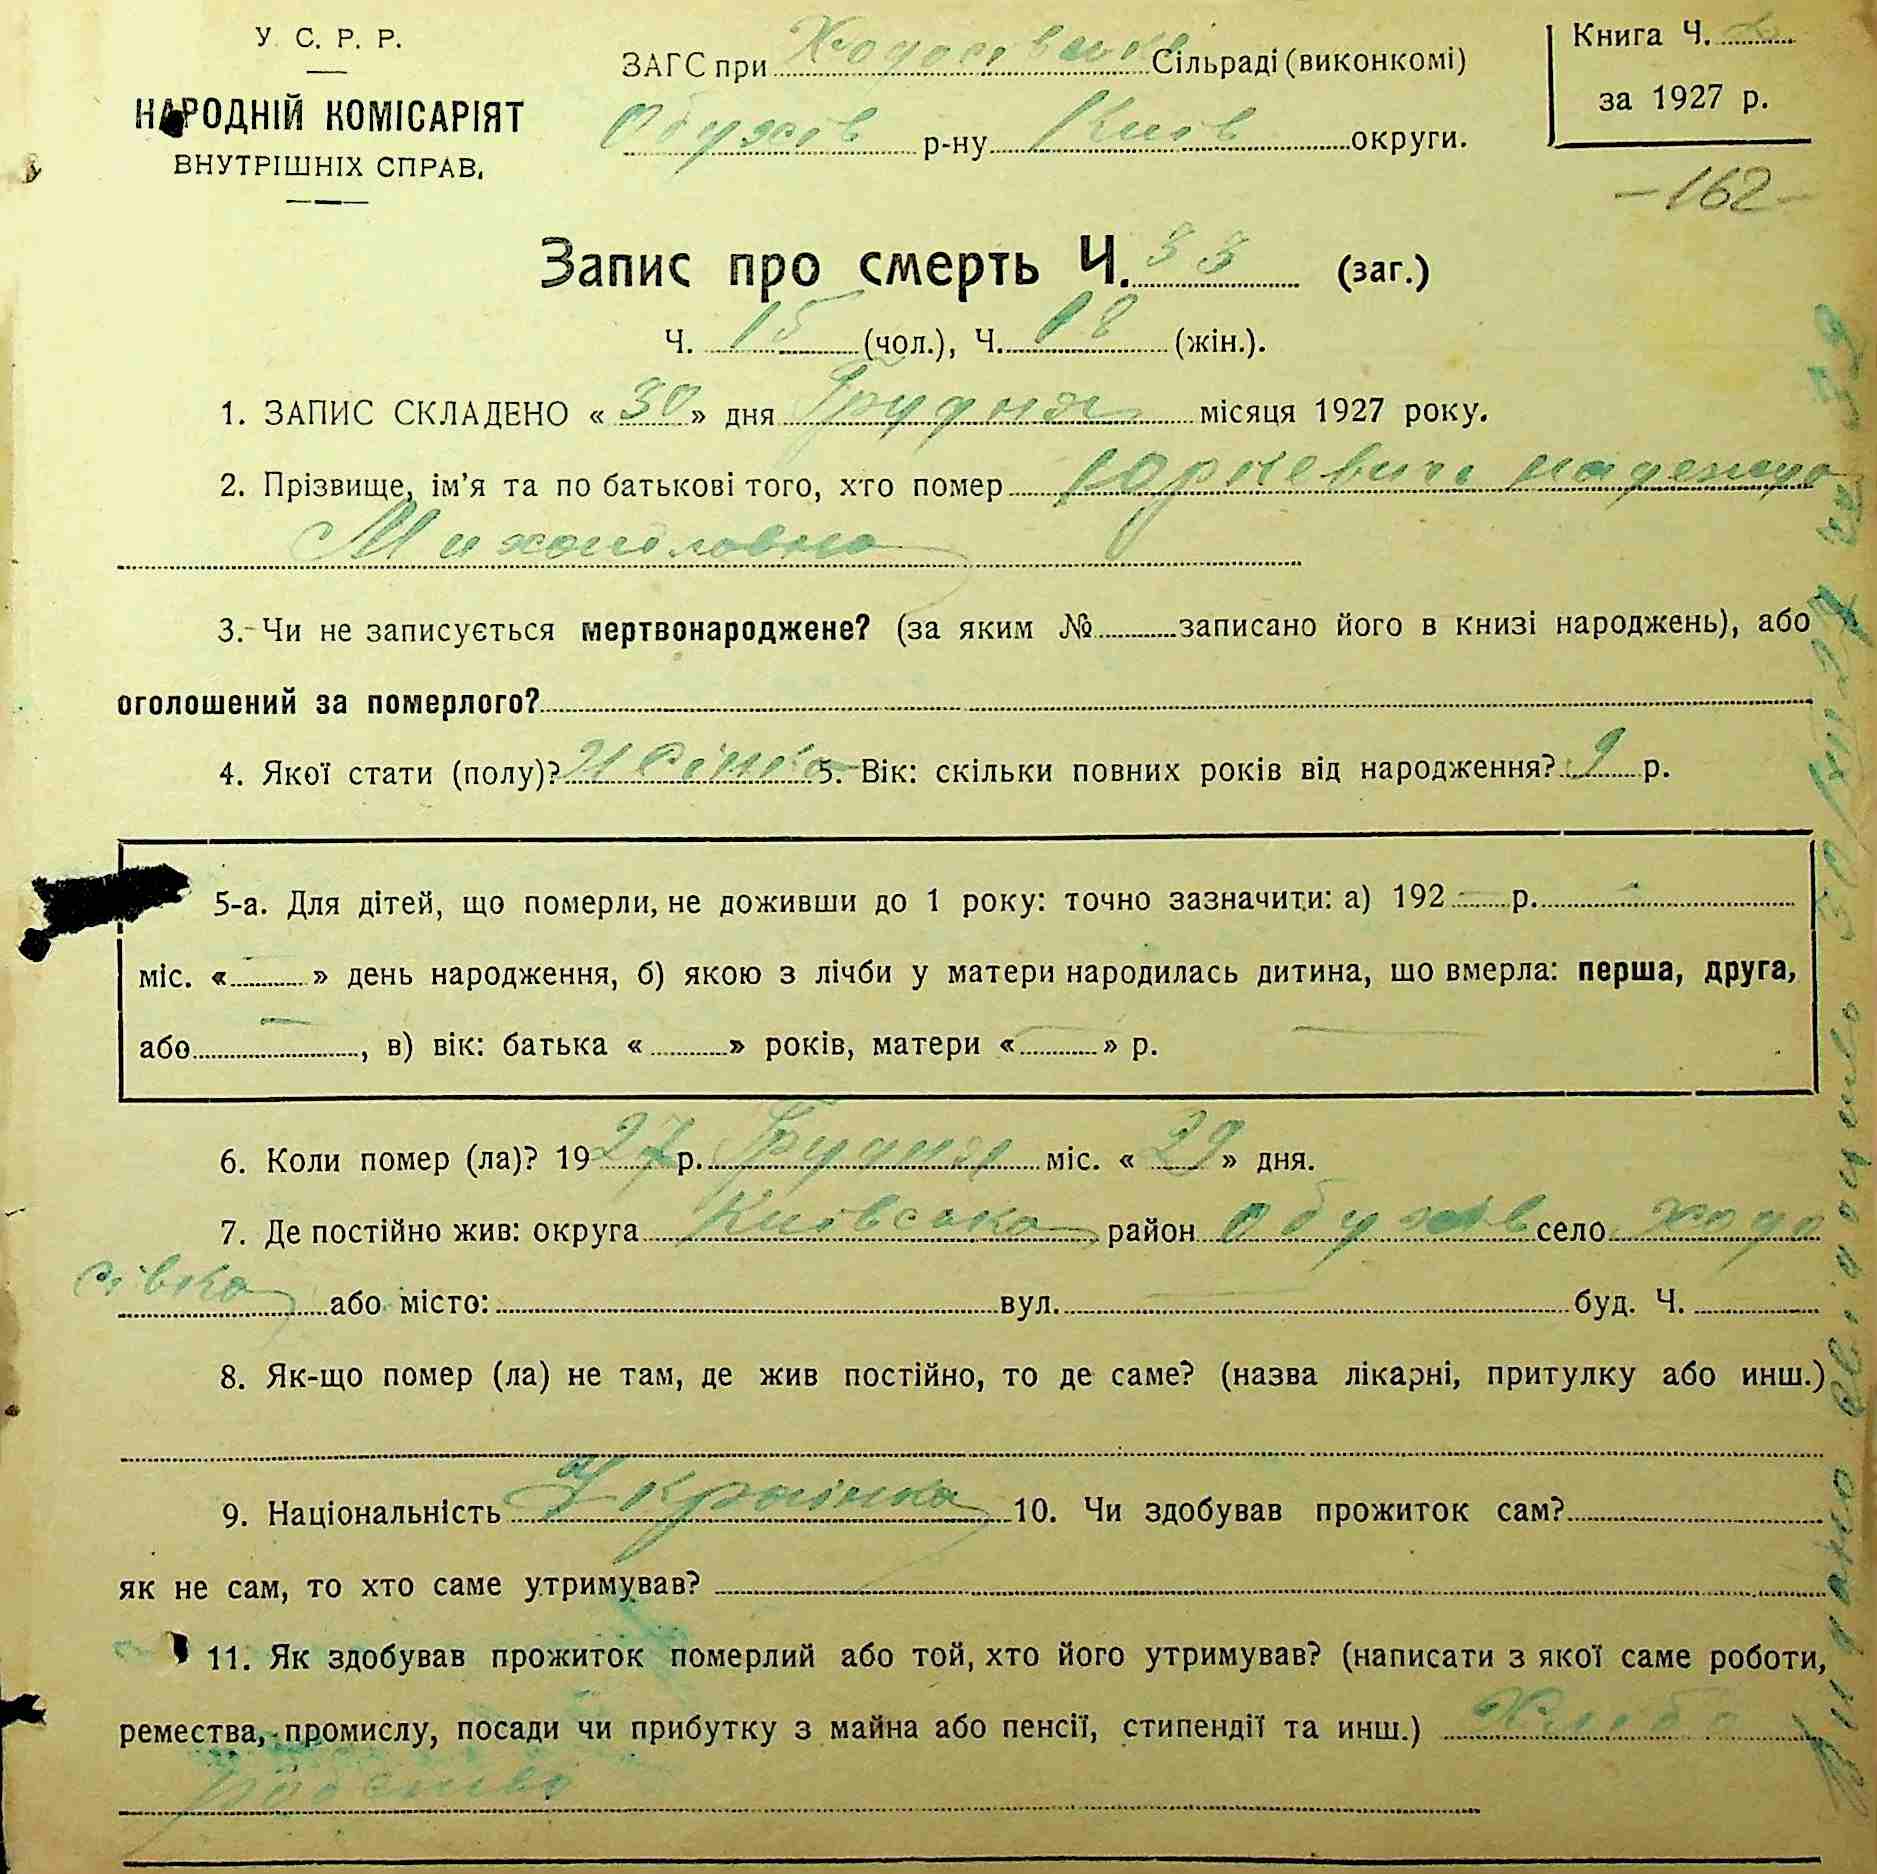 У. С. Р. Р.
НАРОДНІЙ КОМІСАРІЯТ
ВНУТРІШНІХ СПРАВ.
ЗАГС при Ходосівській Сільраді (виконкомі)
Обухів р-ну Київ округи.
Книга Ч.
за 1927 р.
-162-
Запис про смерть Ч. 33 (заг.)
Ч. 15 (чол.), Ч. 18 (жін.).
1. ЗАПИС СКЛАДЕНО «30» дня Грудня місяця 1927 року.
2. Прізвище, ім'я та по батькові того, хто помер Юркевич Надежда
Михайловна
3. Чи не записується мертвонароджене? (за яким № записано його в книзі народжень), або
оголошений за померлого?
4. Якої стати (полу)? Жінка 5. Вік: скільки повних років від народження? 9 р.
5-а. Для дітей, що померли, не доживши до 1 року: точно зазначити: а) 192 — р.
міс. « — » день народження, б) якою з лічби у матери народилась дитина, шо вмерла: перша, друга,
або — , в) вік: батька « » років, матери « » р.
6. Коли помер (ла)? 1927 р. Грудня міс. «29» дня.
7. Де постійно жив: округа Київська район Обухів село Ходо
сівка або місто: вул. буд. Ч.
8. Як-що помер (ла) не там, де жив постійно, то де саме? (назва лікарні, притулку або инш.)
9. Національність Українка 10. Чи здобував прожиток сам?
як не сам, то хто саме утримував?
11. Як здобував прожиток померлий або той, хто його утримував? (написати з якої саме роботи,
ремества, промислу, посади чи прибутку з майна або пенсії, стипендії та инш.) Хлібо
робство